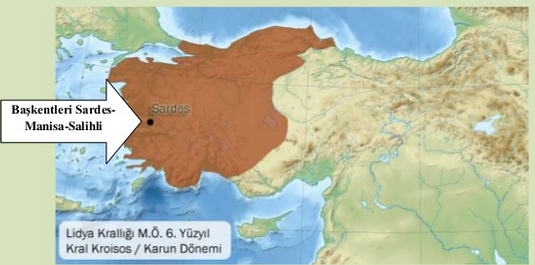 Başkentleri Sardes-
Manisa-Salihli
Sardes
Lidya Krallığı M.Ö. 6. Yüzyıl
Kral Kroisos / Karun Dönemi